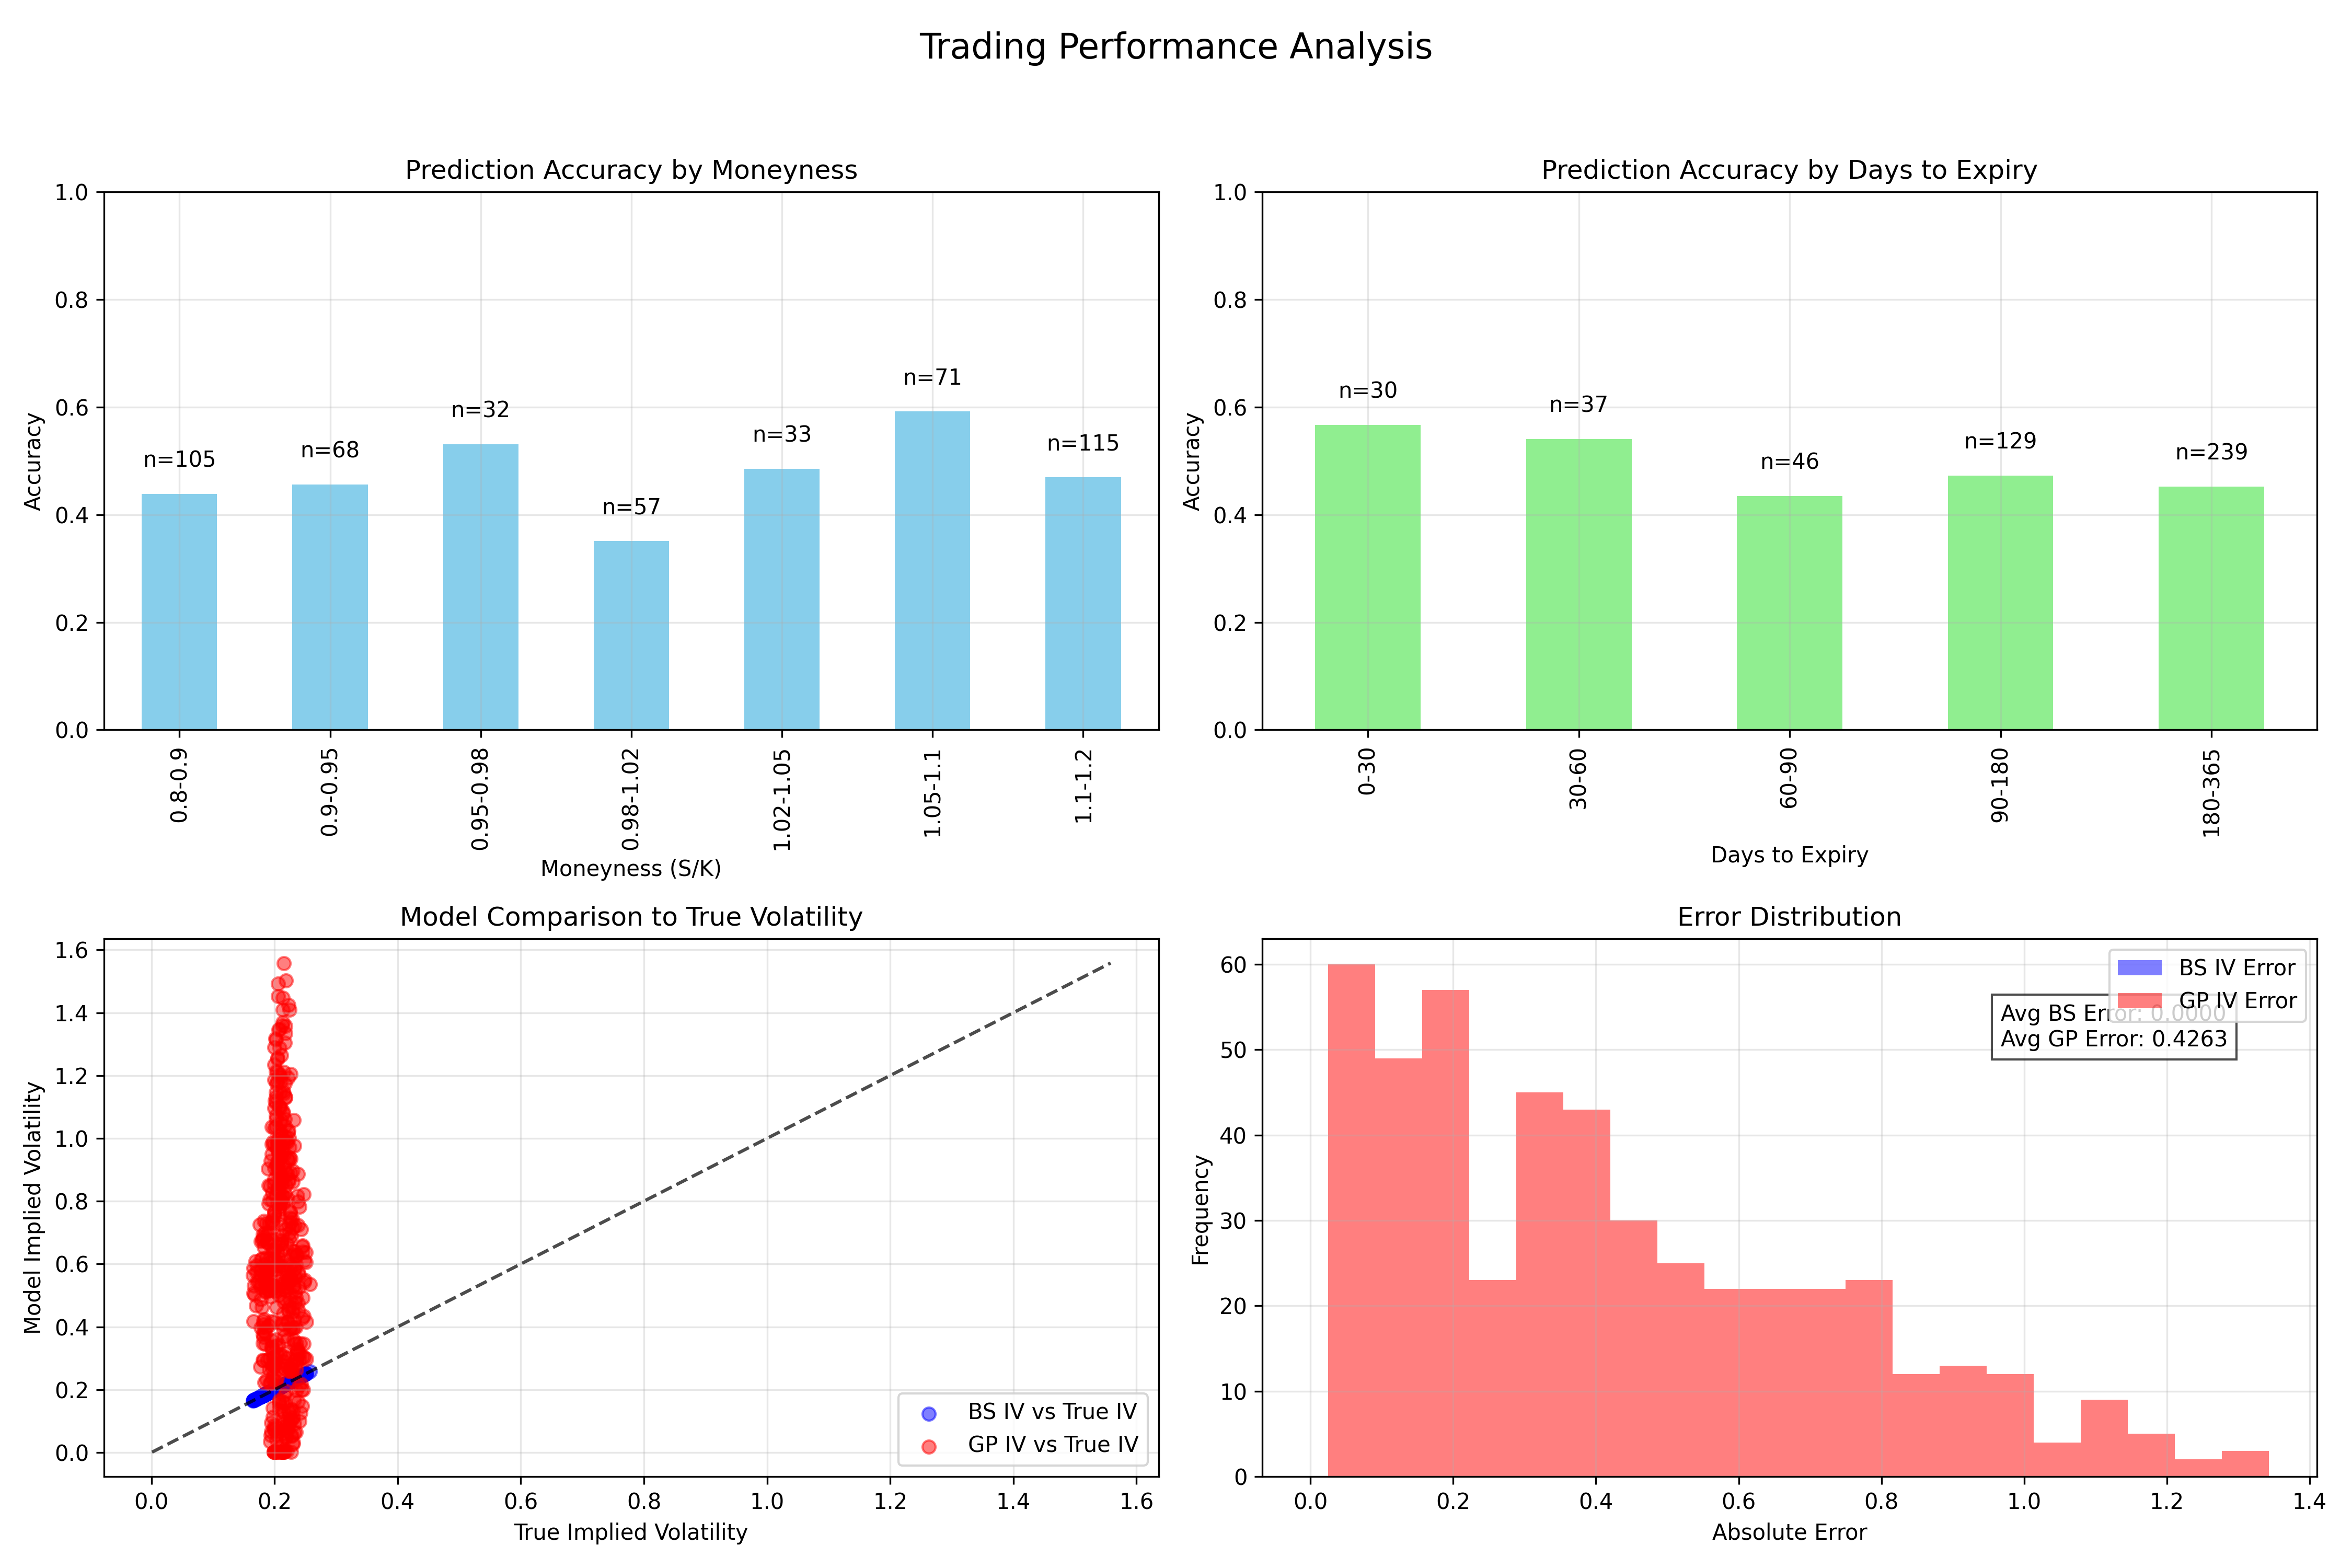 Trading Performance Analysis
Prediction Accuracy by Moneyness
1.0
0.8
0.6
0.4
0.2
0.0
Accuracy
n=105
n=68
n=32
n=57
n=33
n=71
n=115
0.8-0.9
0.9-0.95
0.95-0.98
0.98-1.02
1.02-1.05
1.05-1.1
1.1-1.2
Moneyness (S/K)
Prediction Accuracy by Days to Expiry
1.0
0.8
0.6
0.4
0.2
0.0
Accuracy
n=30
n=37
n=46
n=129
n=239
0-30
30-60
60-90
90-180
180-365
Days to Expiry
Model Comparison to True Volatility
1.6
1.4
1.2
1.0
0.8
0.6
0.4
0.2
0.0
Model Implied Volatility
BS IV vs True IV
GP IV vs True IV
0.0
0.2
0.4
0.6
0.8
1.0
1.2
1.4
1.6
True Implied Volatility
Error Distribution
60
50
40
30
20
10
0
Frequency
BS IV Error
GP IV Error
Avg BS Error: 0.0000
Avg GP Error: 0.4263
0.0
0.2
0.4
0.6
0.8
1.0
1.2
1.4
Absolute Error